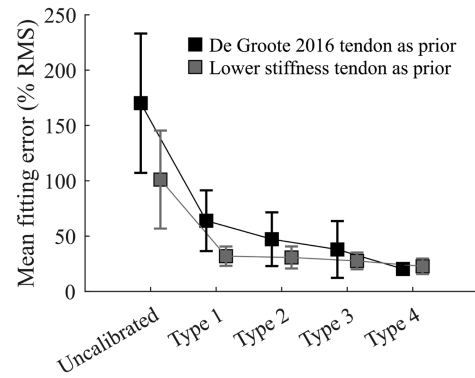 Mean fitting error (% RMS)
250
200
150
100
50
0
De Groote 2016 tendon as prior
Lower stiffness tendon as prior
Uncalibrated
Type 1
Type 2
Type 3
Type 4